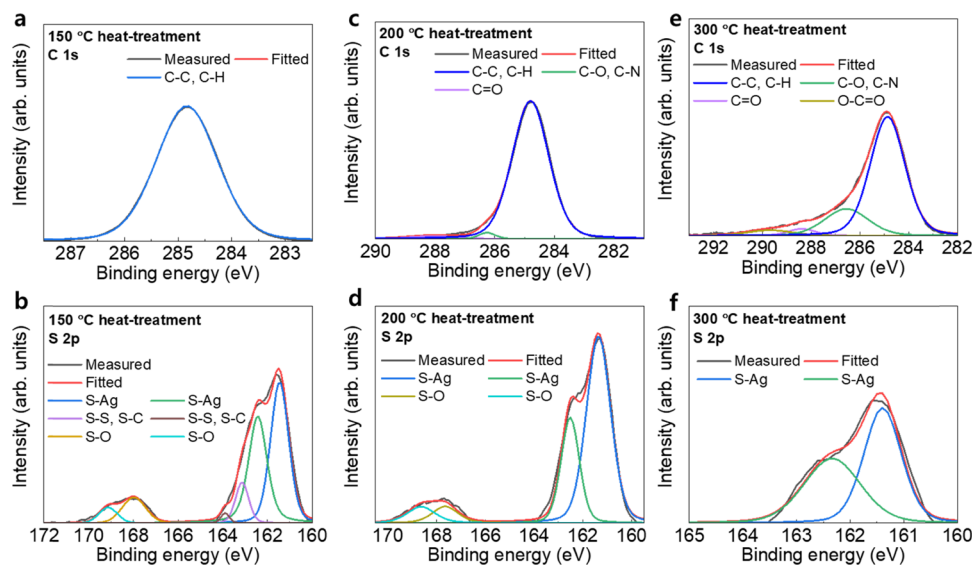 a
150 °C heat-treatment
C 1s
Measured Fitted
C-C, C-H
Intensity (arb. units)
287 286 285 284 283
Binding energy (eV)
c
200 °C heat-treatment
C 1s
Measured Fitted
C-C, C-H C-O, C-N
C=O
Intensity (arb. units)
290 288 286 284 282
Binding energy (eV)
e
300 °C heat-treatment
C 1s
Measured Fitted
C-C, C-H C-O, C-N
C=O O-C=O
Intensity (arb. units)
292 290 288 286 284 282
Binding energy (eV)
b
150 °C heat-treatment
S 2p
Measured
Fitted
S-Ag S-Ag
S-S, S-C S-S, S-C
S-O S-O
Intensity (arb. units)
172 170 168 166 164 162 160
Binding energy (eV)
d
200 °C heat-treatment
S 2p
Measured Fitted
S-Ag S-Ag
S-O S-O
Intensity (arb. units)
170 168 166 164 162 160
Binding energy (eV)
f
300 °C heat-treatment
S 2p
Measured Fitted
S-Ag S-Ag
Intensity (arb. units)
165 164 163 162 161 160
Binding energy (eV)